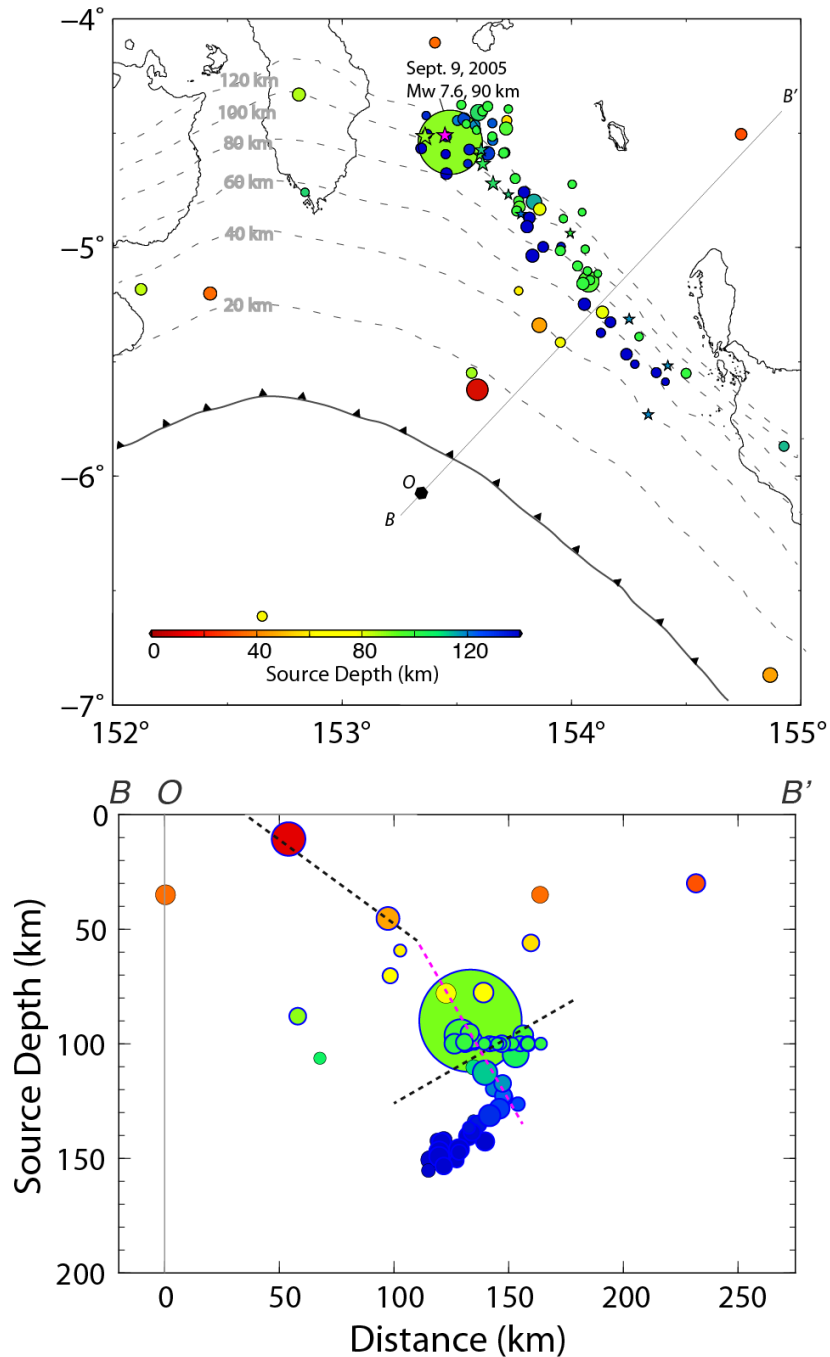 −4°
Sept. 9, 2005
Mw 7.6, 90 km
120 km
100 km
80 km
60 km
40 km
20 km
B'
−5°
−6°
O
B
0 40 80 120
Source Depth (km)
−7°
152° 153° 154° 155°
B O B'
0
50
100
150
200
Source Depth (km)
0 50 100 150 200 250
Distance (km)